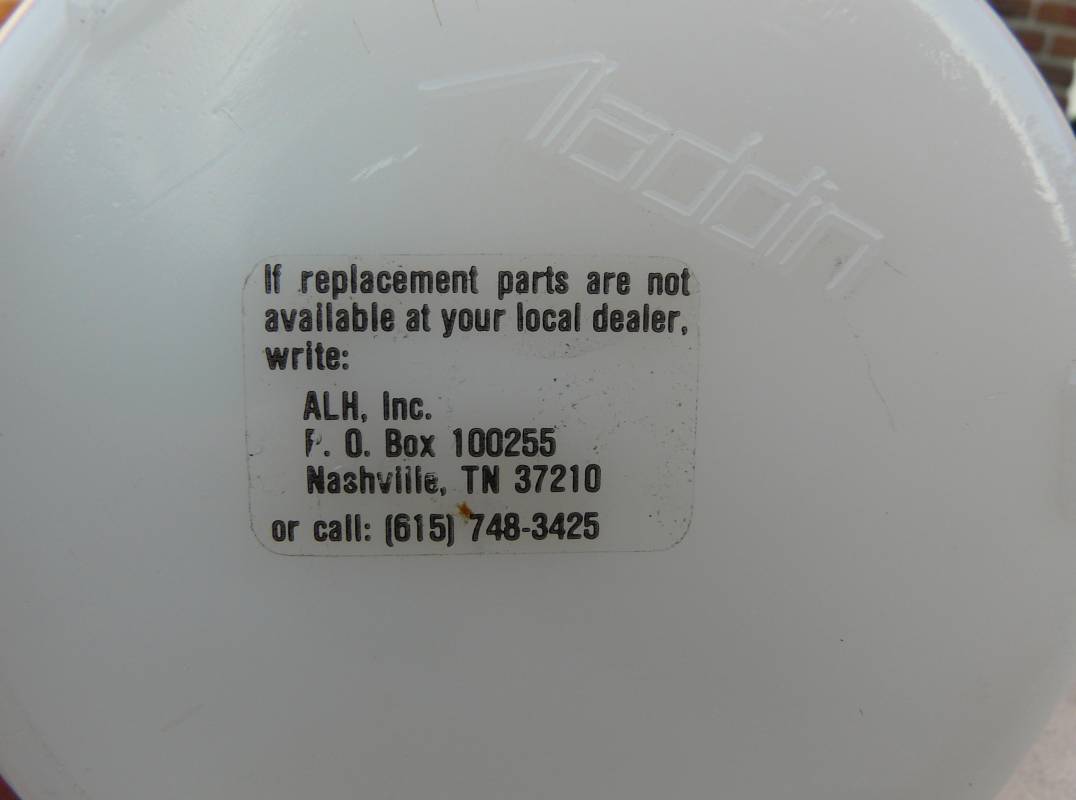 Aladdin
If replacement parts are not
available at your local dealer,
write:
ALH, Inc.
P. O. Box 100255
Nashville, TN 37210
or call: (615) 748-3425